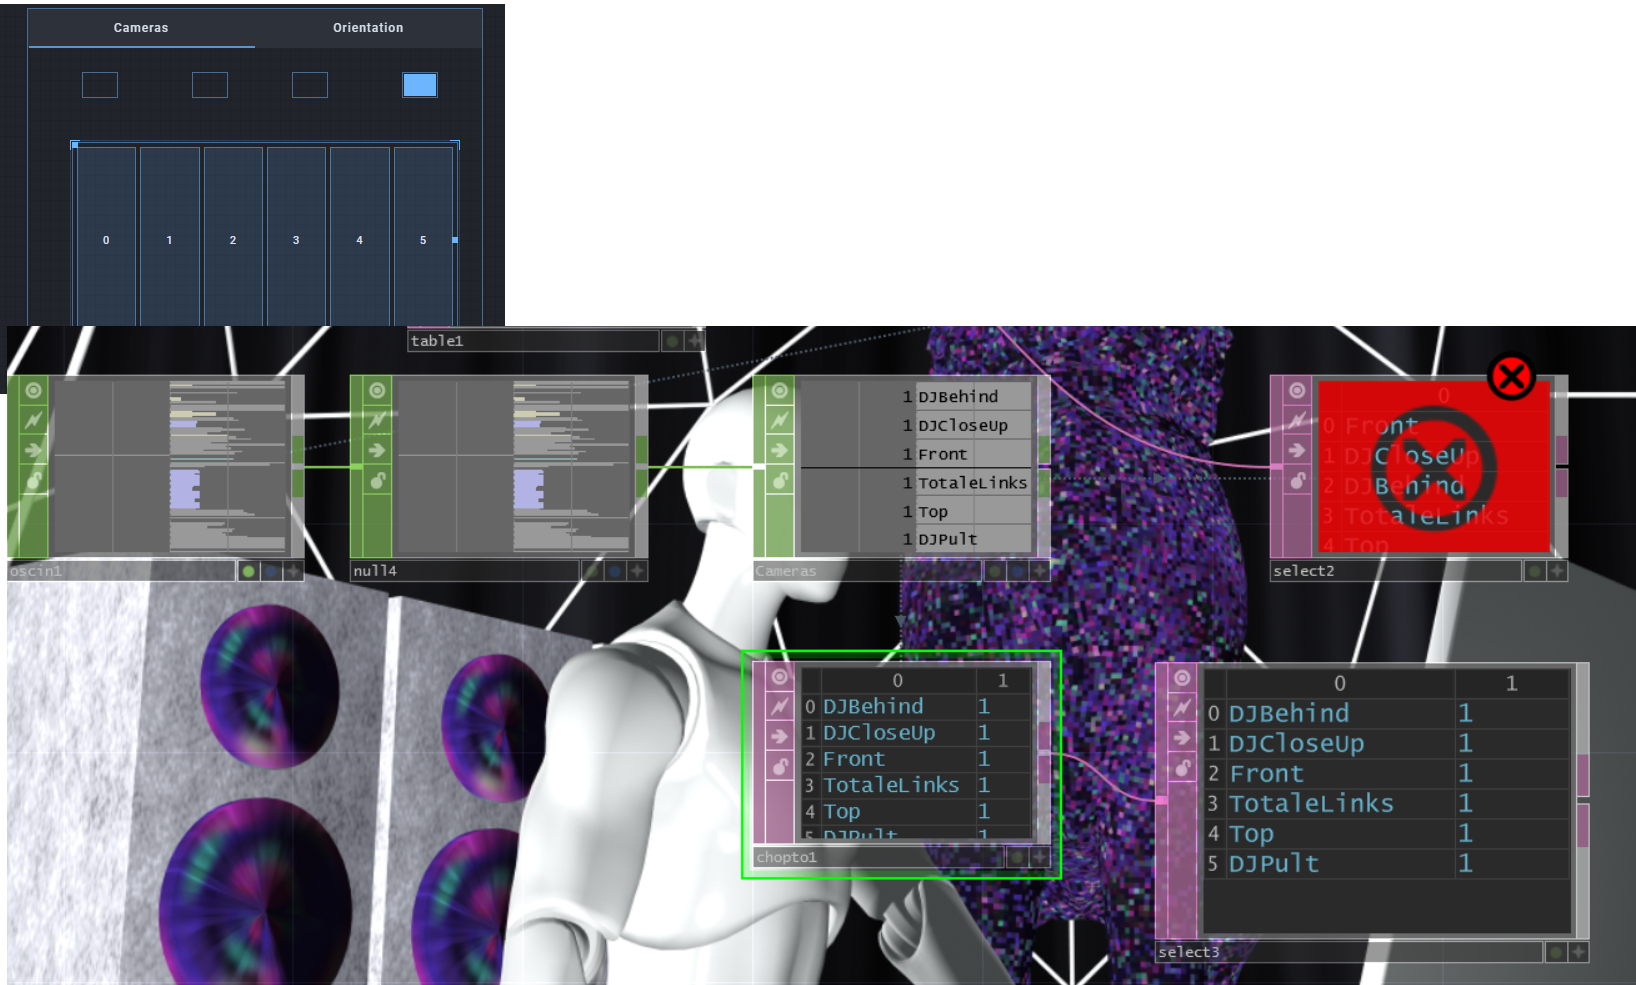 Cameras Orientation
0 1 2 3 4 5
table1
1 DJBehind
1 DJCloseUp
1 Front
1 TotaleLinks
1 Top
1 DJPult
0
0 Front
1 DJCloseUp
2 DJBehind
3 TotaleLinks
4 Top
oscin1
null4
Cameras
select2
0 1
0 DJBehind 1
1 DJCloseUp 1
2 Front 1
3 TotaleLinks 1
4 Top 1
5 DJPult 1
chopto1
0 1
0 DJBehind 1
1 DJCloseUp 1
2 Front 1
3 TotaleLinks 1
4 Top 1
5 DJPult 1
select3